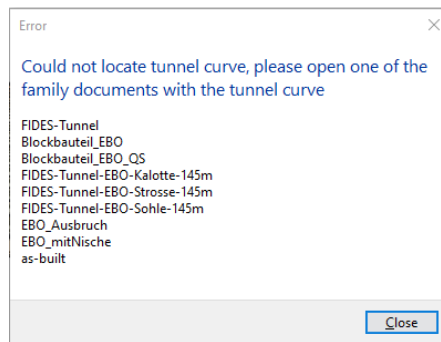 Error
Could not locate tunnel curve, please open one of the
family documents with the tunnel curve
FIDES-Tunnel
Blockbauteil_EBO
Blockbauteil_EBO_QS
FIDES-Tunnel-EBO-Kalotte-145m
FIDES-Tunnel-EBO-Strosse-145m
FIDES-Tunnel-EBO-Sohle-145m
EBO_Ausbruch
EBO_mitNische
as-built
Close